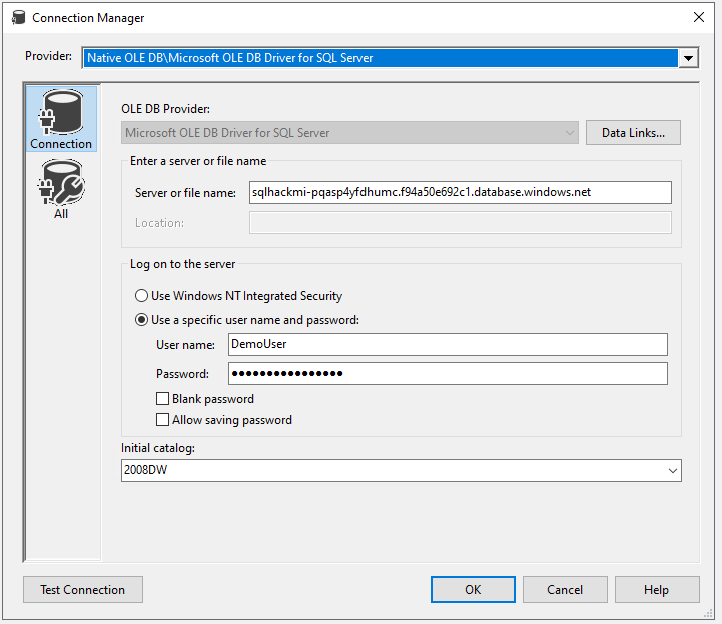 Connection Manager
Provider: Native OLE DB\Microsoft OLE DB Driver for SQL Server
Connection
All
OLE DB Provider:
Microsoft OLE DB Driver for SQL Server Data Links...
Enter a server or file name
Server or file name: sqlhackmi-pqasp4yfdhumc.f94a50e692c1.database.windows.net
Location:
Log on to the server
Use Windows NT Integrated Security
Use a specific user name and password:
User name: DemoUser
Password: ●●●●●●●●●●●●●●●●
Blank password
Allow saving password
Initial catalog:
2008DW
Test Connection OK Cancel Help